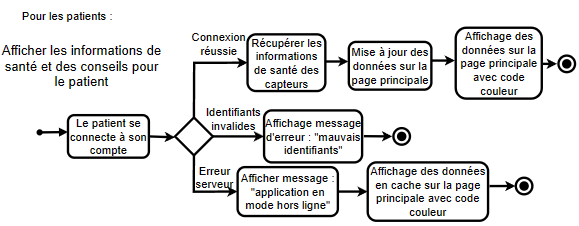 Pour les patients :
Afficher les informations de
santé et des conseils pour
le patient
Le patient se
connecte à son
compte
Connexion
réussie
Récupérer les
informations
de santé des
capteurs
Mise à jour des
données sur la
page principale
Affichage des
données sur la
page principale
avec code
couleur
Identifiants
invalides
Affichage message
d'erreur : "mauvais
identifiants"
Erreur
serveur
Afficher message :
"application en
mode hors ligne"
Affichage des données
en cache sur la page
principale avec code
couleur